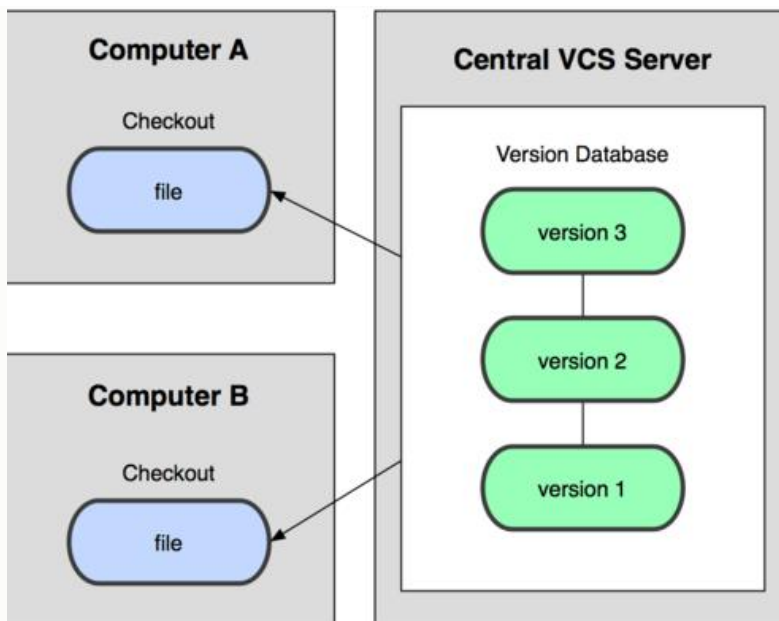 Computer A
Checkout
file
Computer B
Checkout
file
Central VCS Server
Version Database
version 3
version 2
version 1